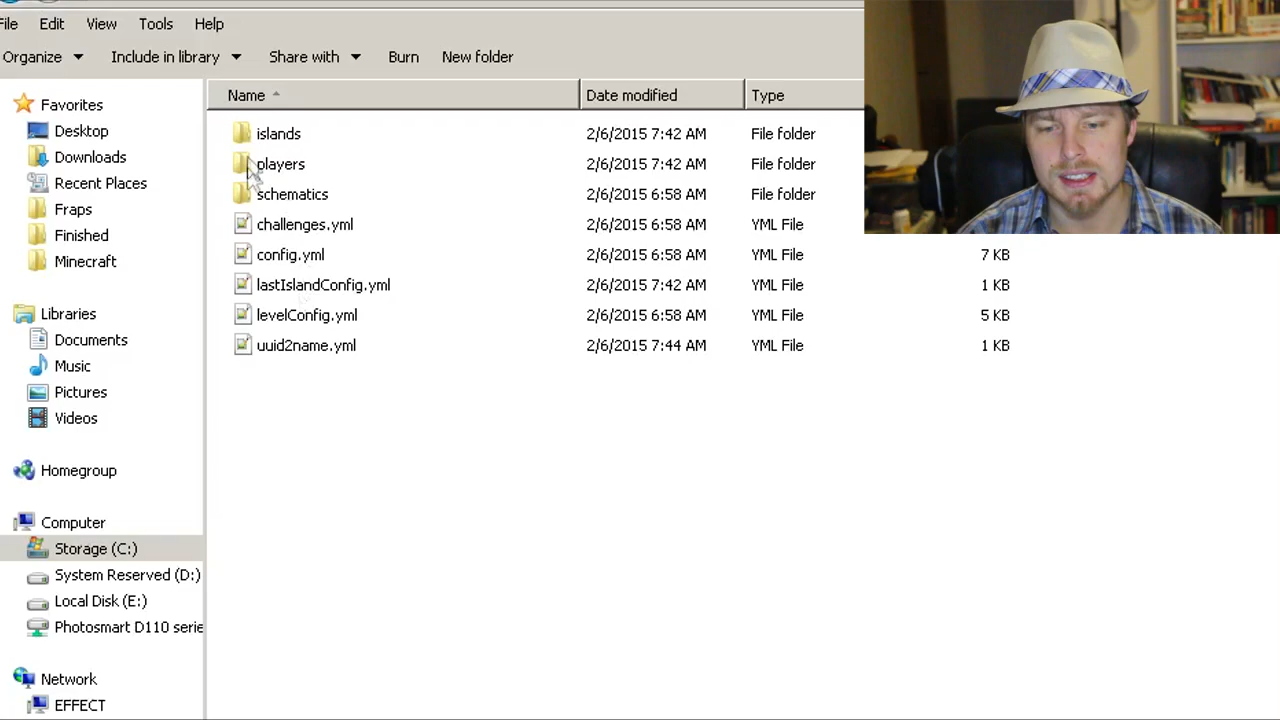 File Edit View Tools Help
Organize Include in library Share with Burn New folder
Favorites
Desktop
Downloads
Recent Places
Fraps
Finished
Minecraft
Libraries
Documents
Music
Pictures
Videos
Homegroup
Computer
Storage (C:)
System Reserved (D:)
Local Disk (E:)
Photosmart D110 serie
Network
EFFECT
Name Date modified Type
islands 2/6/2015 7:42 AM File folder
players 2/6/2015 7:42 AM File folder
schematics 2/6/2015 6:58 AM File folder
challenges.yml 2/6/2015 6:58 AM YML File
config.yml 2/6/2015 6:58 AM YML File 7 KB
lastIslandConfig.yml 2/6/2015 7:42 AM YML File 1 KB
levelConfig.yml 2/6/2015 6:58 AM YML File 5 KB
uuid2name.yml 2/6/2015 7:44 AM YML File 1 KB